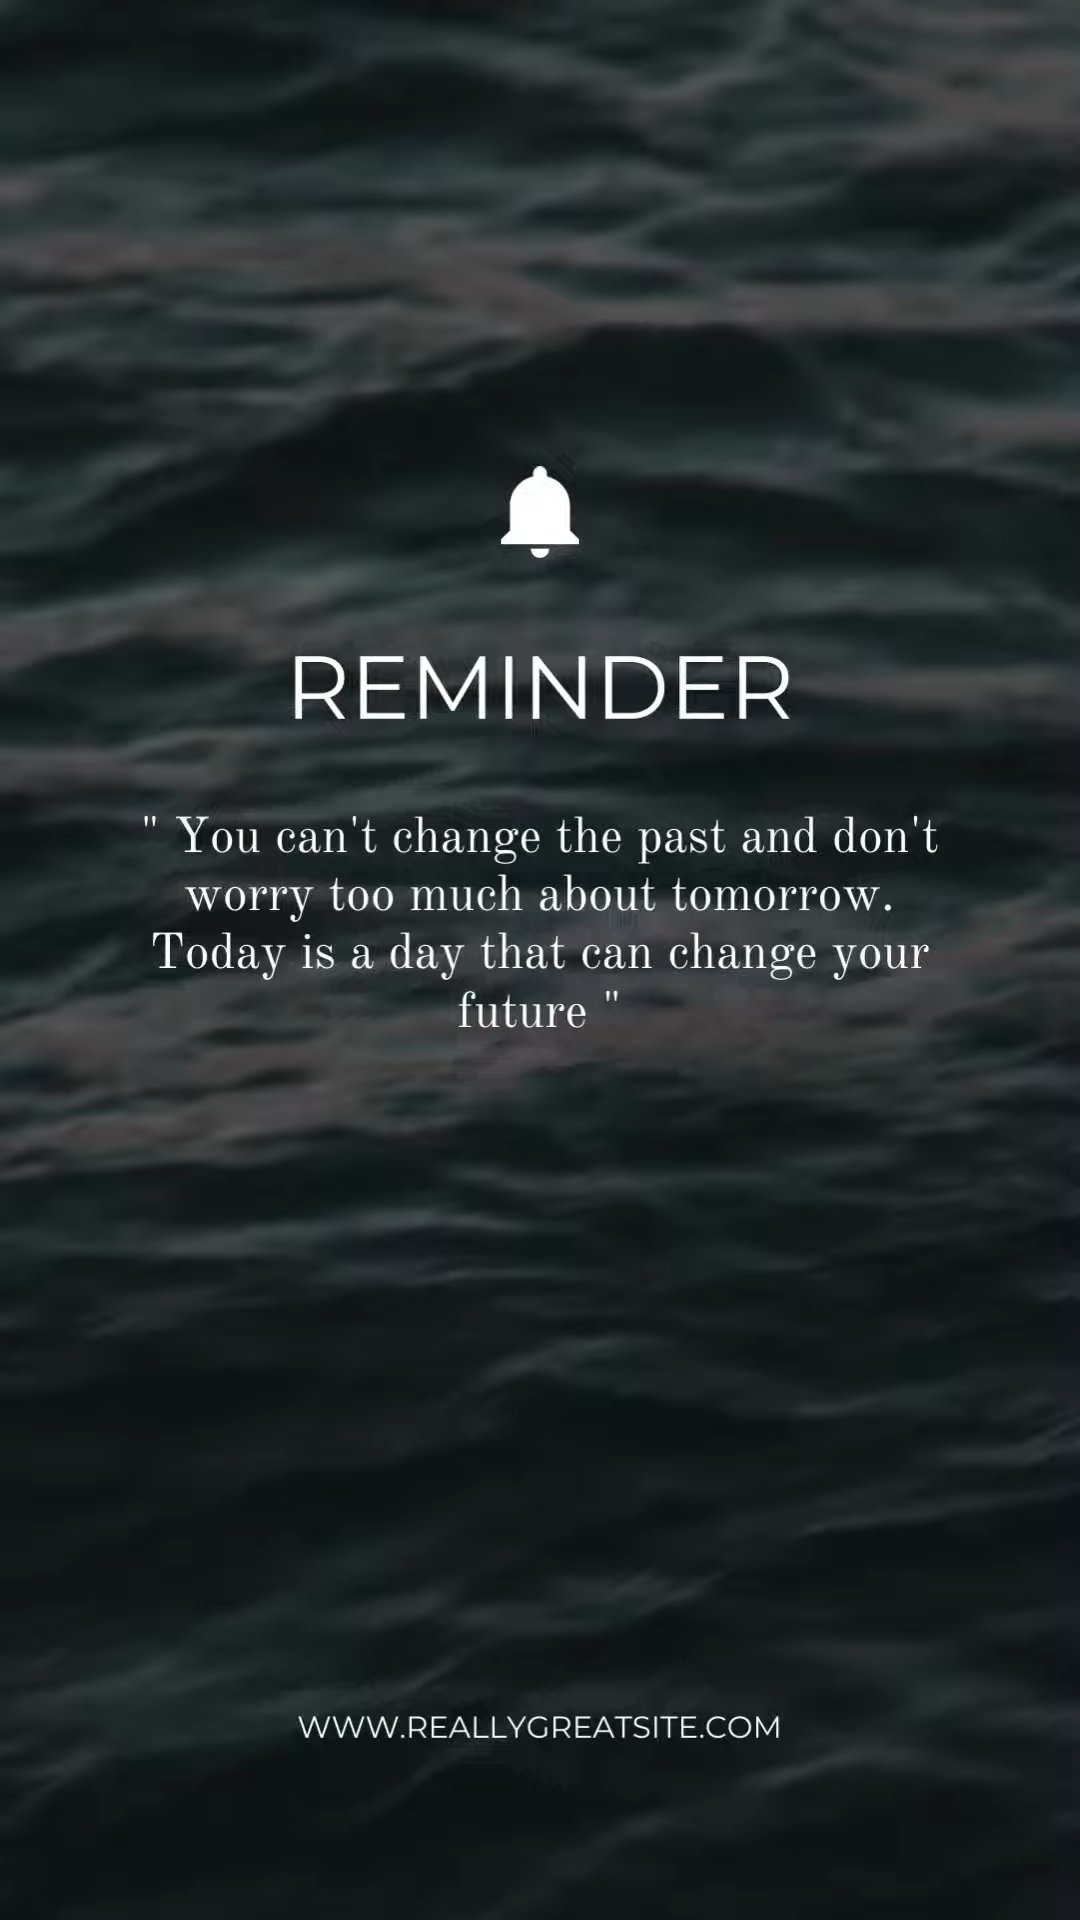 REMINDER
" You can't change the past and don't
worry too much about tomorrow.
Today is a day that can change your
future "
WWW.REALLYGREATSITE.COM